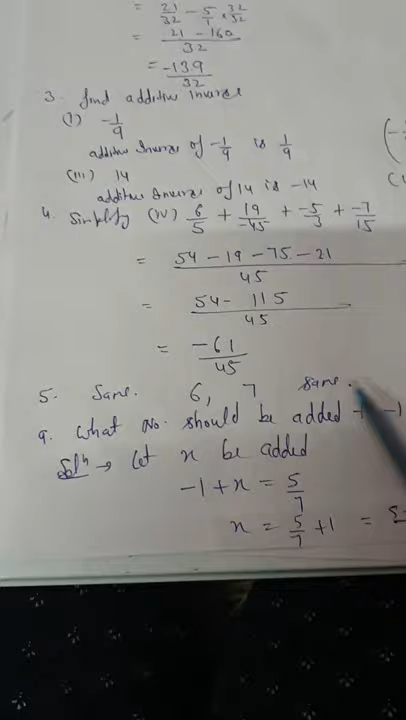 = 21/32 - 5/1 × 32/32
= 21 - 160/32
= -139/32
3. find additive inverse
(i) -1/9
additive Inverse of -1/9 is 1/9
(iii) 14
additive Inverse of 14 is -14
4. Simplify (iv) 6/5 + 19/-45 + -5/3 + -7/15
= 54 - 19 - 75 - 21/45
= 54 - 115/45
= -61/45
5. Same. 6, 7 same.
9. What No. should be added -1
Solⁿ → let x be added
-1 + x = 5/7
x = 5/7 + 1 =